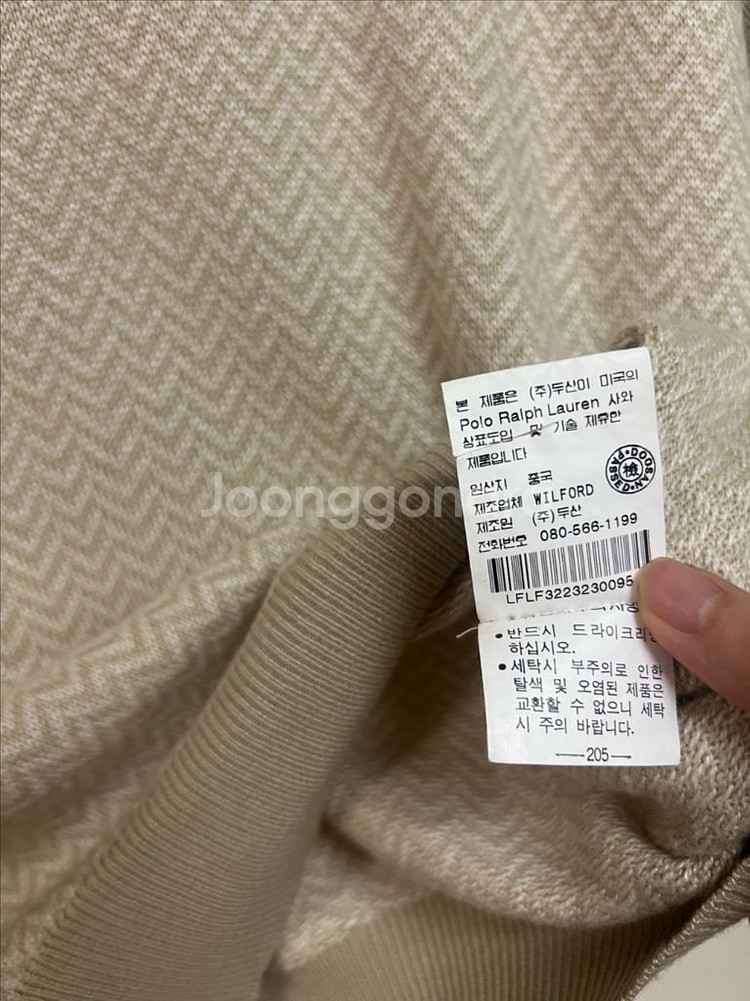 본 제품은 (주)두산이 미국의
Polo Ralph Lauren 사와
상표도입 및 기술 제휴한
제품입니다
원산지 중국
제조업체 WILFORD
제조원 (주)두산
전화번호 080-566-1199
DOOSAN PASSED
檢
LFLF3223230095
• 반드시 드라이크리닝
하십시오.
• 세탁시 부주의로 인한
탈색 및 오염된 제품은
교환할 수 없으니 세탁
시 주의 바랍니다.
205
Joonggon